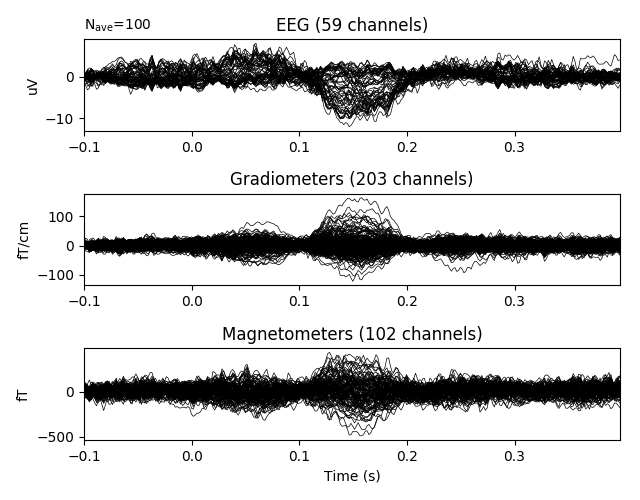 Nave=100
EEG (59 channels)
uV
0
−10
−0.1 0.0 0.1 0.2 0.3
Gradiometers (203 channels)
fT/cm
100
0
−100
−0.1 0.0 0.1 0.2 0.3
Magnetometers (102 channels)
fT
0
−500
−0.1 0.0 0.1 0.2 0.3
Time (s)